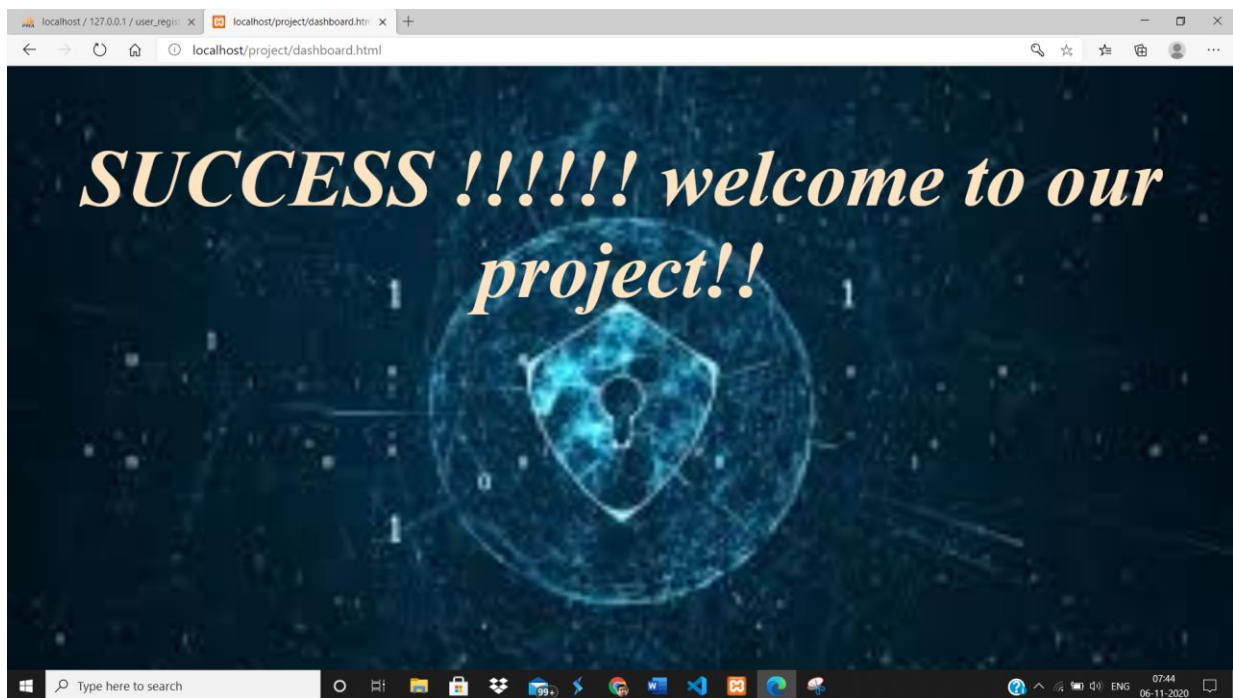 localhost / 127.0.0.1 / user_regis
localhost/project/dashboard.htm
localhost/project/dashboard.html
SUCCESS !!!!!! welcome to our
project!!
1
1
0
1
Type here to search
99+
ENG
07:44
06-11-2020